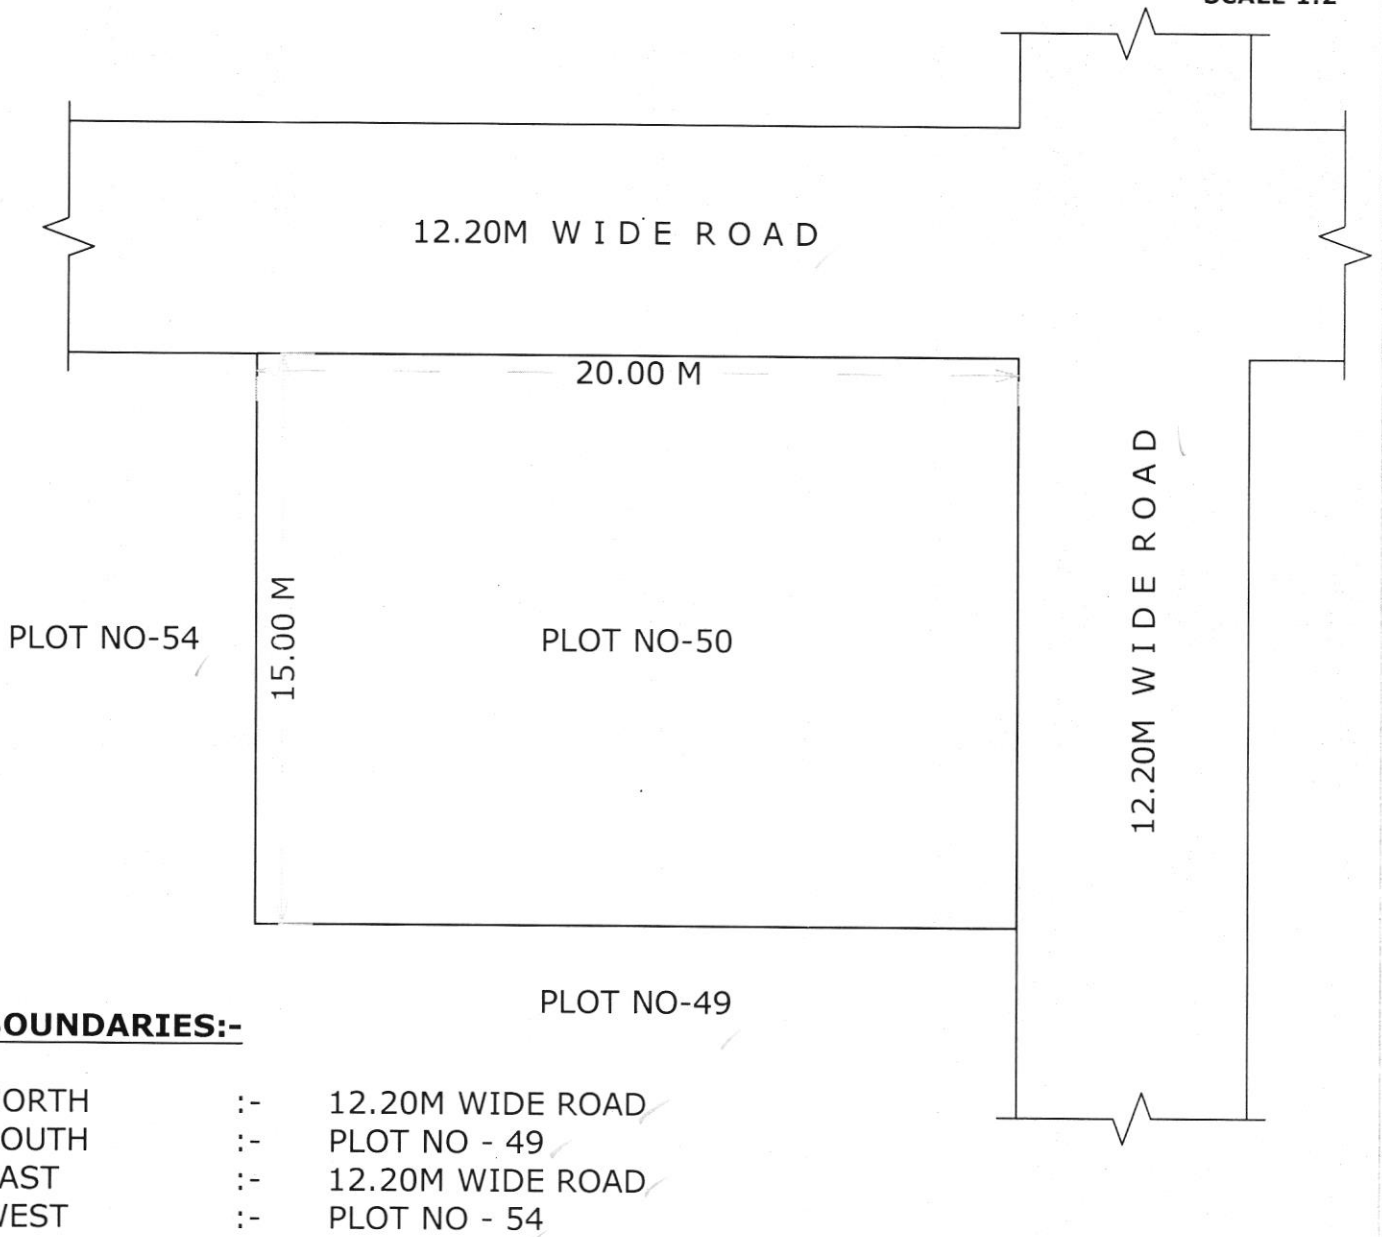 12.20M WIDE ROAD
20.00 M
12.20M WIDE ROAD
15.00 M
PLOT NO-54
PLOT NO-50
PLOT NO-49
OUNDARIES:-
ORTH :- 12.20M WIDE ROAD
OUTH :- PLOT NO - 49
AST :- 12.20M WIDE ROAD
WEST :- PLOT NO - 54